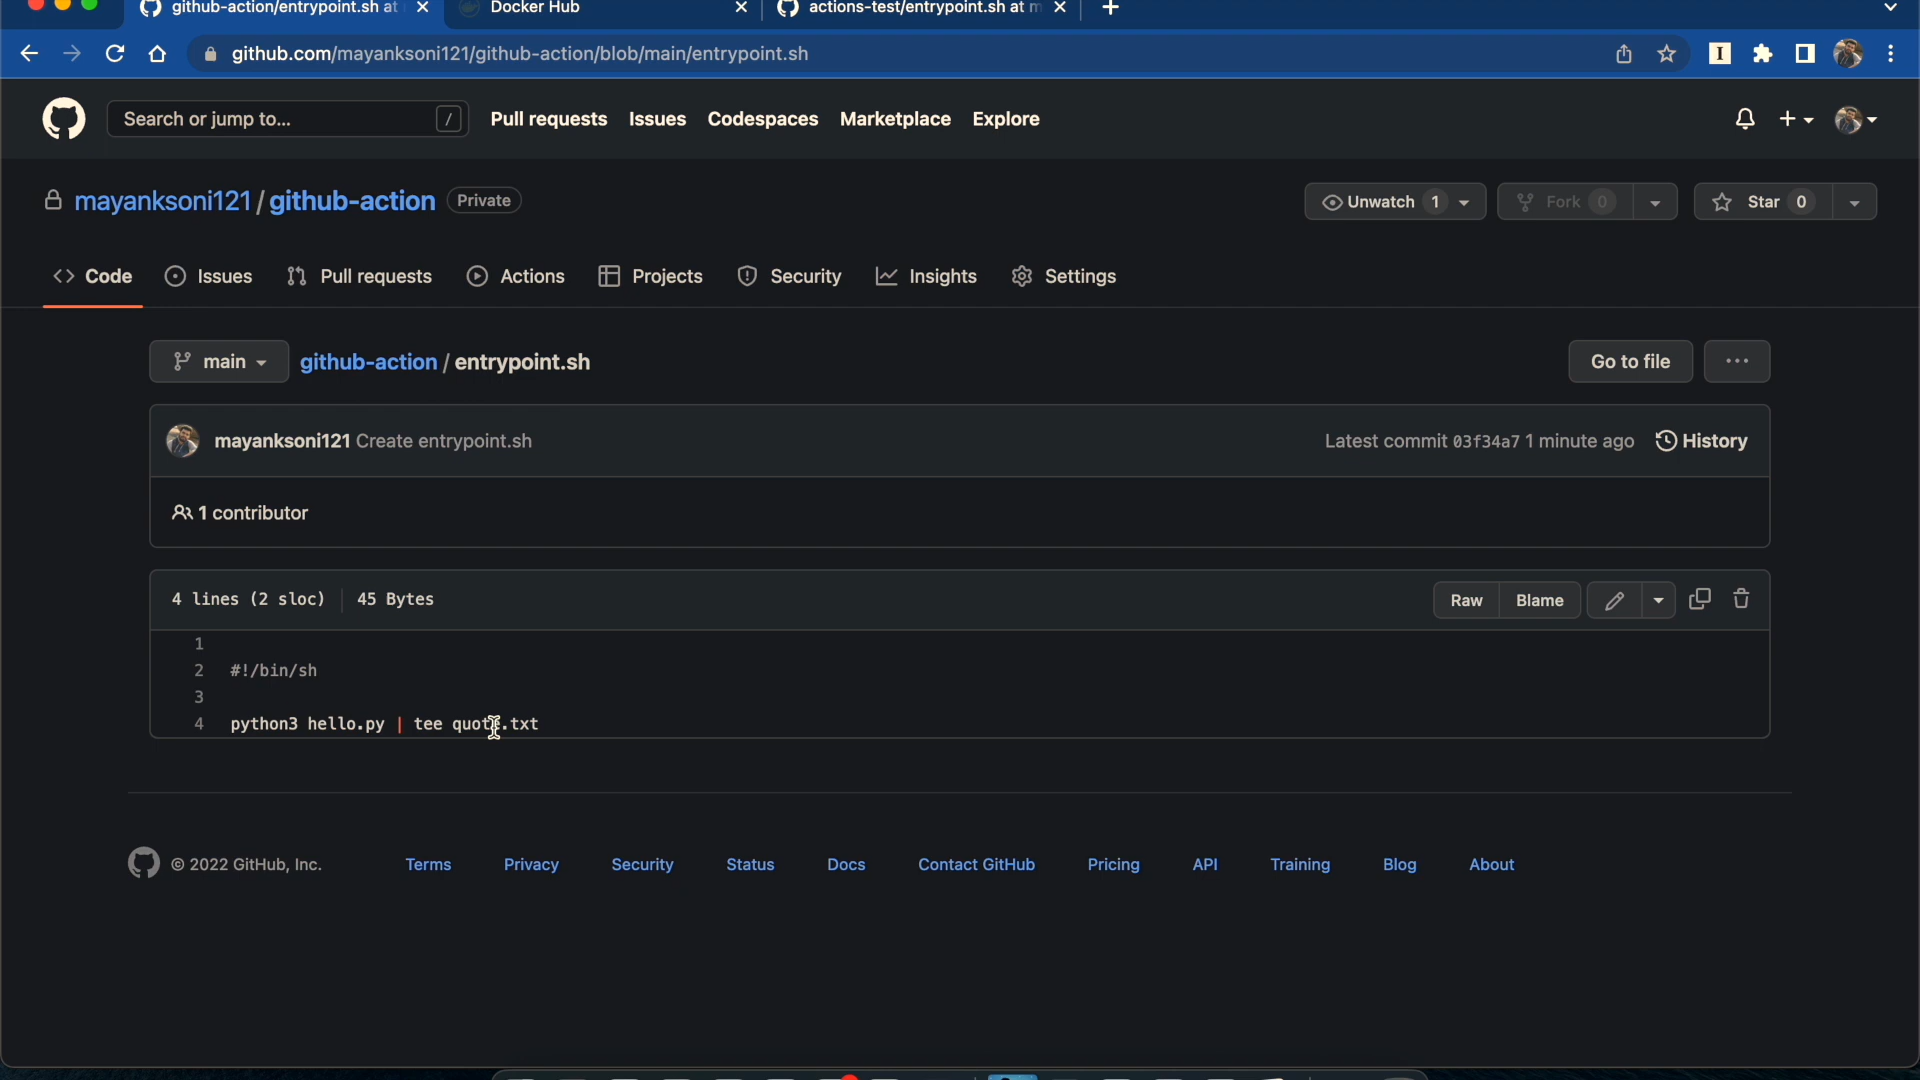 github-action/entrypoint.sh at
Docker Hub
actions-test/entrypoint.sh at m
github.com/mayanksoni121/github-action/blob/main/entrypoint.sh
Search or jump to... /
Pull requests Issues Codespaces Marketplace Explore
mayanksoni121 / github-action Private
Unwatch 1 Fork 0 Star 0
Code Issues Pull requests Actions Projects Security Insights Settings
main github-action / entrypoint.sh Go to file
mayanksoni121 Create entrypoint.sh Latest commit 03f34a7 1 minute ago History
1 contributor
4 lines (2 sloc) 45 Bytes Raw Blame
1
2 #!/bin/sh
3
4 python3 hello.py | tee quote.txt
© 2022 GitHub, Inc. Terms Privacy Security Status Docs Contact GitHub Pricing API Training Blog About